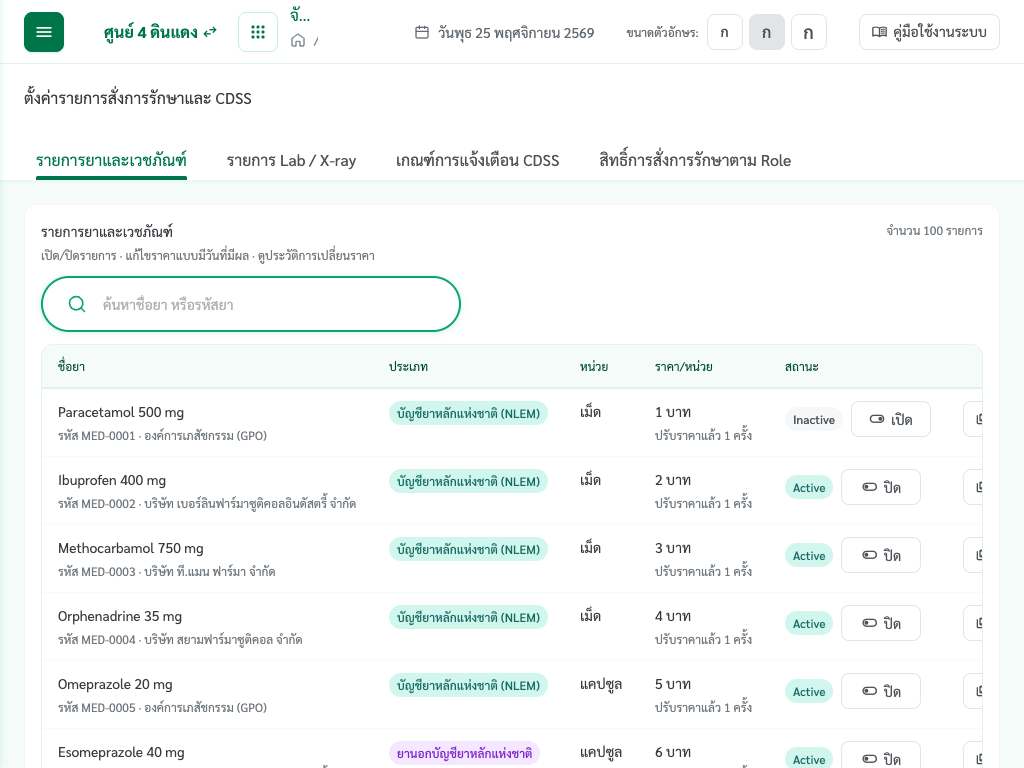 ศูนย์ 4 ดินแดง
จั...
/
วันพุธ 25 พฤศจิกายน 2569
ขนาดตัวอักษร:
ก
ก
ก
คู่มือใช้งานระบบ
ตั้งค่ารายการสั่งการรักษาและ CDSS
รายการยาและเวชภัณฑ์
รายการ Lab / X-ray
เกณฑ์การแจ้งเตือน CDSS
สิทธิ์การสั่งการรักษาตาม Role
รายการยาและเวชภัณฑ์
จำนวน 100 รายการ
เปิด/ปิดรายการ · แก้ไขราคาแบบมีวันที่มีผล · ดูประวัติการเปลี่ยนราคา
ค้นหาชื่อยา หรือรหัสยา
ชื่อยา ประเภท หน่วย ราคา/หน่วย สถานะ
Paracetamol 500 mg บัญชียาหลักแห่งชาติ (NLEM) เม็ด 1 บาท Inactive เปิด
รหัส MED-0001 · องค์การเภสัชกรรม (GPO) ปรับราคาแล้ว 1 ครั้ง
Ibuprofen 400 mg บัญชียาหลักแห่งชาติ (NLEM) เม็ด 2 บาท Active ปิด
รหัส MED-0002 · บริษัท เบอร์ลินฟาร์มาซูติคอลอินดัสตรี้ จำกัด ปรับราคาแล้ว 1 ครั้ง
Methocarbamol 750 mg บัญชียาหลักแห่งชาติ (NLEM) เม็ด 3 บาท Active ปิด
รหัส MED-0003 · บริษัท ที.แมน ฟาร์มา จำกัด ปรับราคาแล้ว 1 ครั้ง
Orphenadrine 35 mg บัญชียาหลักแห่งชาติ (NLEM) เม็ด 4 บาท Active ปิด
รหัส MED-0004 · บริษัท สยามฟาร์มาซูติคอล จำกัด ปรับราคาแล้ว 1 ครั้ง
Omeprazole 20 mg บัญชียาหลักแห่งชาติ (NLEM) แคปซูล 5 บาท Active ปิด
รหัส MED-0005 · องค์การเภสัชกรรม (GPO) ปรับราคาแล้ว 1 ครั้ง
Esomeprazole 40 mg ยานอกบัญชียาหลักแห่งชาติ แคปซูล 6 บาท Active ปิด